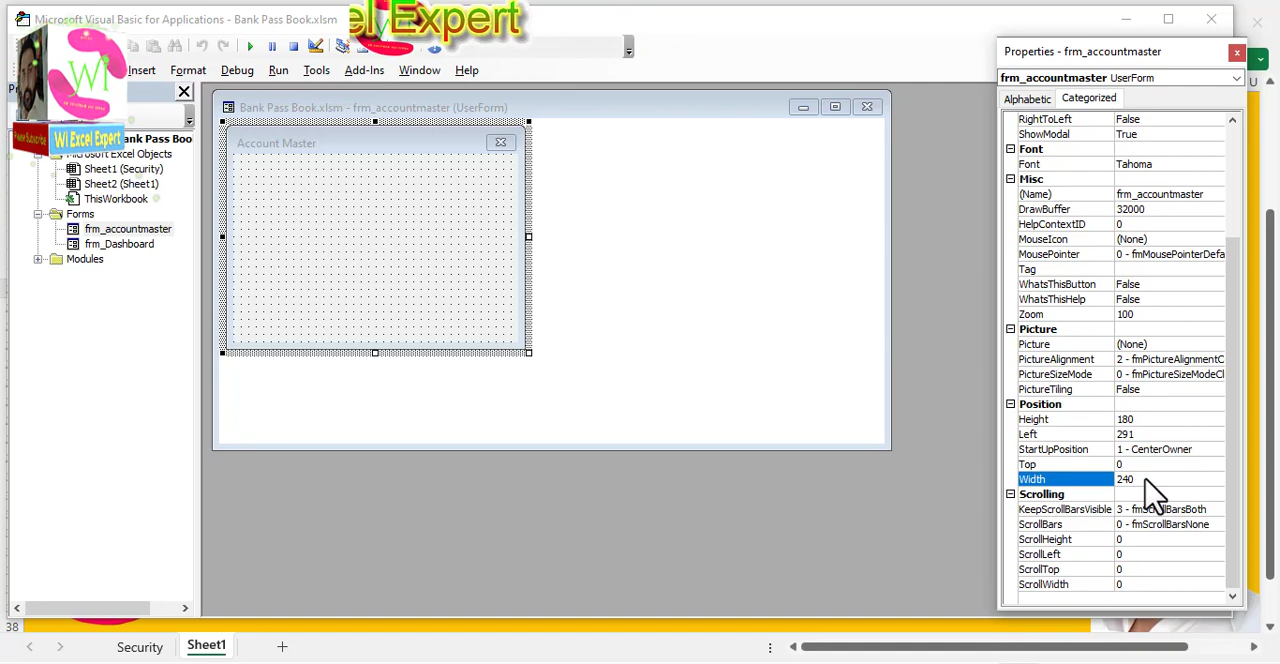 Microsoft Visual Basic for Applications - Bank Pass Book.xlsm
el Expert
Insert Format Debug Run Tools Add-Ins Window Help
Wi
Please Subscribe
Wi Excel Expert
Bank Pass Boo
Microsoft Excel Objects
Sheet1 (Security)
Sheet2 (Sheet1)
ThisWorkbook
Forms
frm_accountmaster
frm_Dashboard
Modules
Bank Pass Book.xlsm - frm_accountmaster (UserForm)
Account Master
Properties - frm_accountmaster
frm_accountmaster UserForm
Alphabetic Categorized
RightToLeft False
ShowModal True
Font
Font Tahoma
Misc
(Name) frm_accountmaster
DrawBuffer 32000
HelpContextID 0
MouseIcon (None)
MousePointer 0 - fmMousePointerDefa
Tag
WhatsThisButton False
WhatsThisHelp False
Zoom 100
Picture
Picture (None)
PictureAlignment 2 - fmPictureAlignmentC
PictureSizeMode 0 - fmPictureSizeModeCl
PictureTiling False
Position
Height 180
Left 291
StartUpPosition 1 - CenterOwner
Top 0
Width 240
Scrolling
KeepScrollBarsVisible 3 - fmScrollBarsBoth
ScrollBars 0 - fmScrollBarsNone
ScrollHeight 0
ScrollLeft 0
ScrollTop 0
ScrollWidth 0
U
38
Security Sheet1